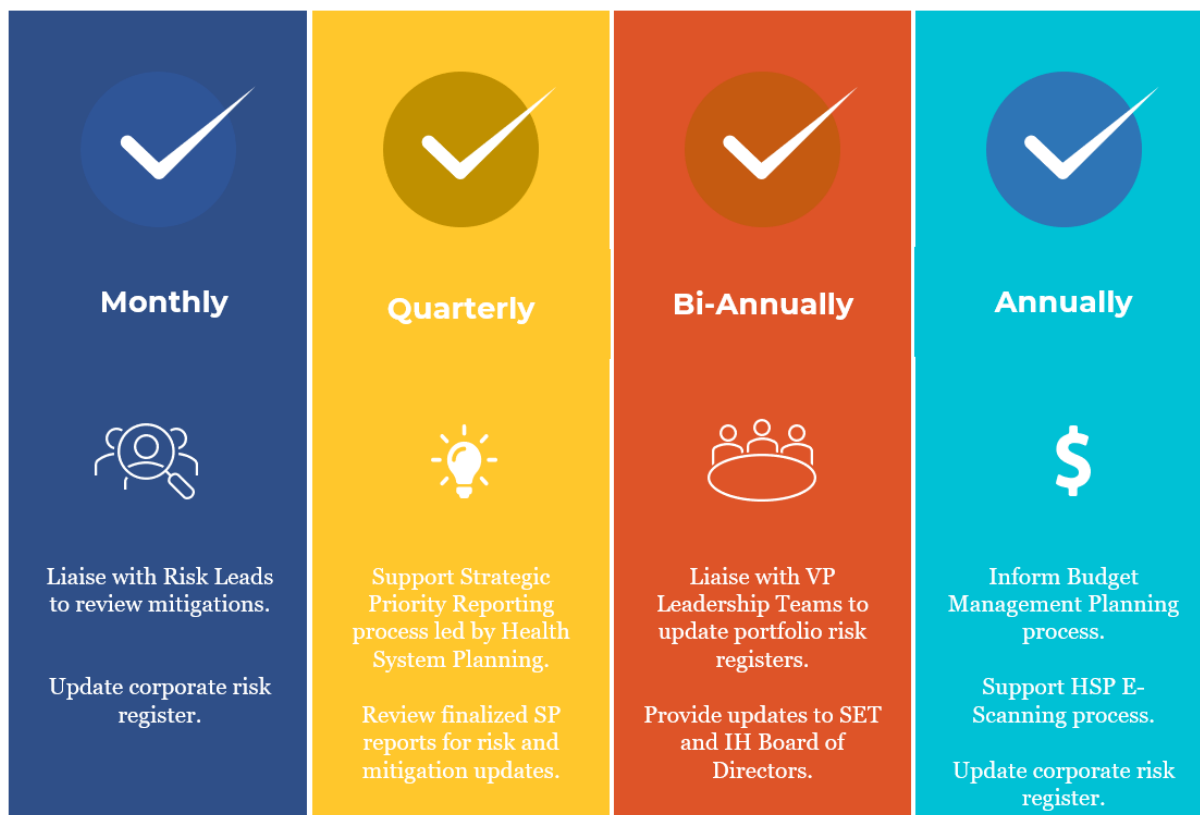 Monthly
Liaise with Risk Leads
to review mitigations.
Update corporate risk
register.
Quarterly
Support Strategic
Priority Reporting
process led by Health
System Planning.
Review finalized SP
reports for risk and
mitigation updates.
Bi-Annually
Liaise with VP
Leadership Teams to
update portfolio risk
registers.
Provide updates to SET
and IH Board of
Directors.
Annually
$
Inform Budget
Management Planning
process.
Support HSP E-
Scanning process.
Update corporate risk
register.